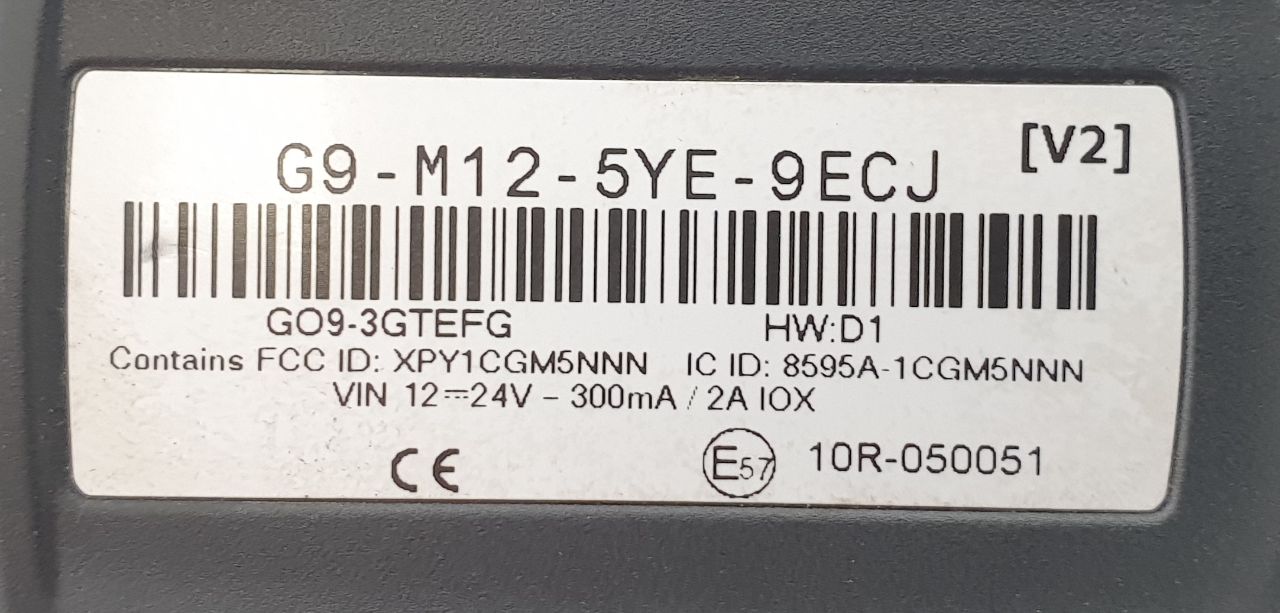 [V2]
G9-M12-5YE-9ECJ
GO9-3GTEFG HW:D1
Contains FCC ID: XPY1CGM5NNN IC ID: 8595A-1CGM5NNN
VIN 12⎓24V - 300mA / 2A IOX
CE E57 10R-050051